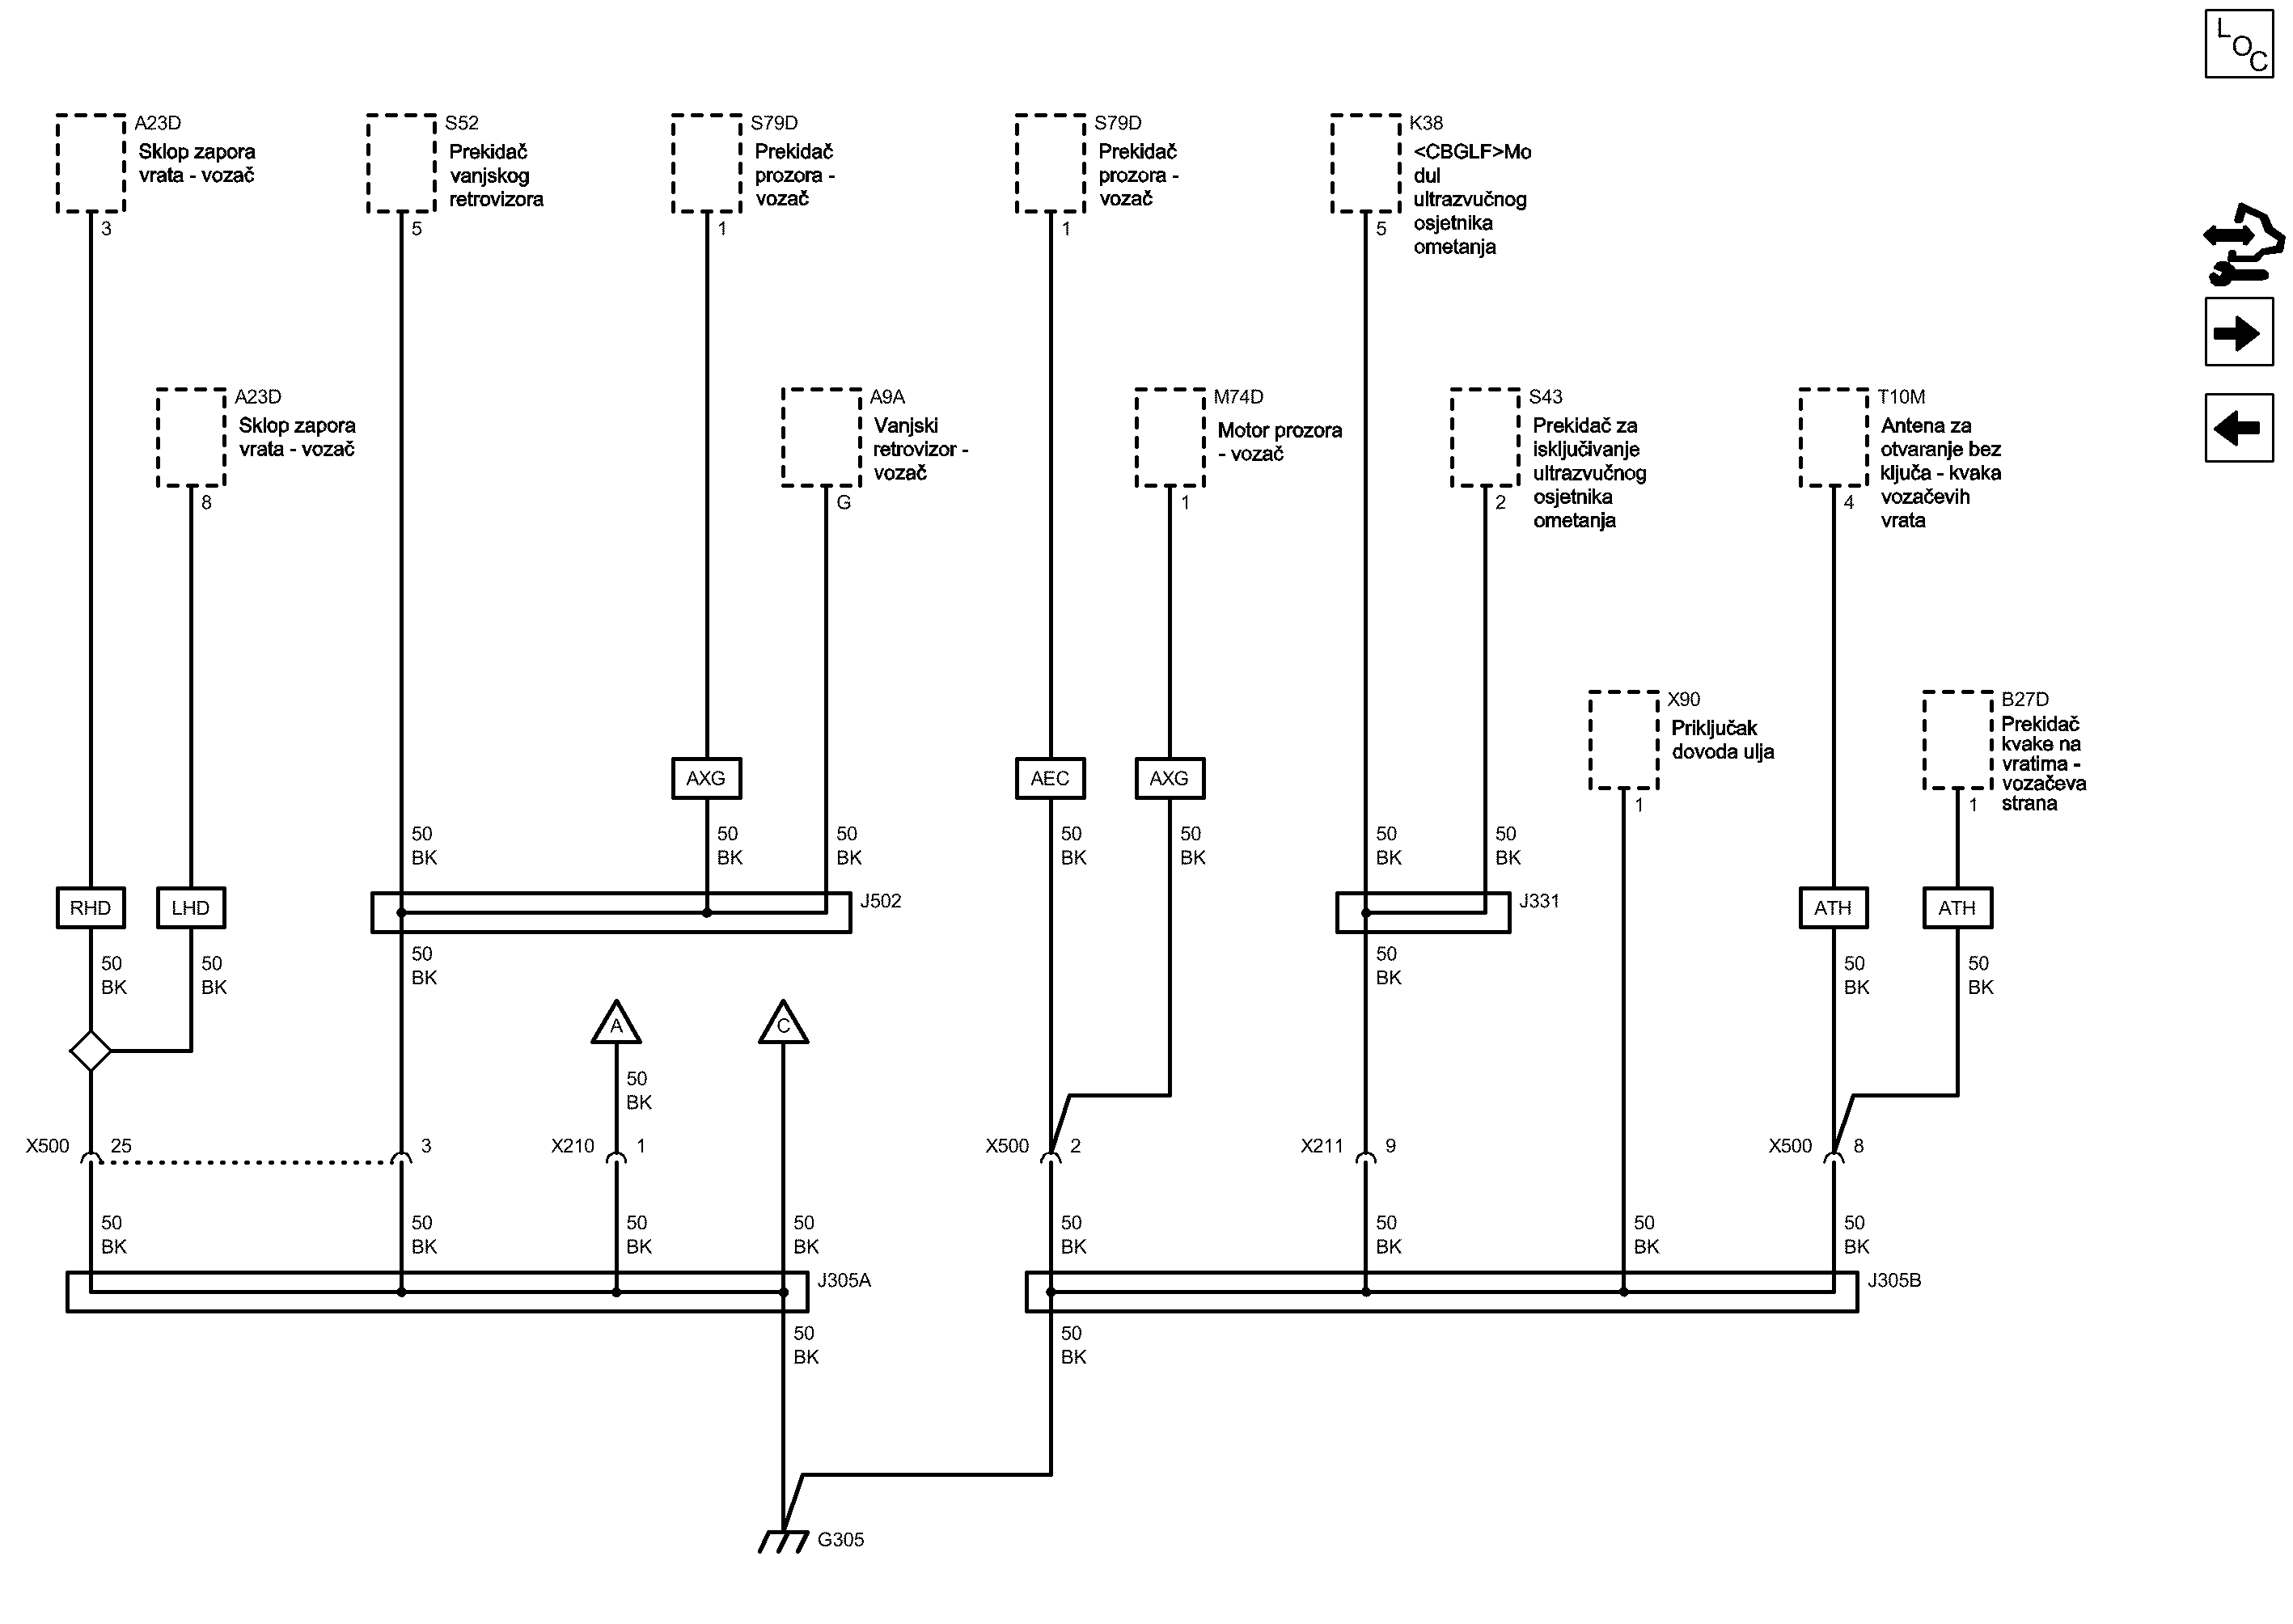 LOC
A23D
Sklop zapora
vrata - vozač
3
S52
Prekidač
vanjskog
retrovizora
5
S79D
Prekidač
prozora -
vozač
1
S79D
Prekidač
prozora -
vozač
1
K38
<CBGLF>Mo
dul
ultrazvučnog
osjetnika
ometanja
5
A23D
Sklop zapora
vrata - vozač
8
A9A
Vanjski
retrovizor -
vozač
G
M74D
Motor prozora
- vozač
1
S43
Prekidač za
isključivanje
ultrazvučnog
osjetnika
ometanja
2
T10M
Antena za
otvaranje bez
ključa - kvaka
vozačevih
vrata
4
X90
Priključak
dovoda ulja
1
B27D
Prekidač
kvake na
vratima -
vozačeva
strana
1
AXG
AEC
AXG
50
BK
50
BK
50
BK
50
BK
50
BK
50
BK
50
BK
RHD
LHD
J502
J331
ATH
ATH
50
BK
50
BK
50
BK
50
BK
50
BK
50
BK
A
C
50
BK
X500
25
3
X210
1
X500
2
X211
9
X500
8
50
BK
50
BK
50
BK
50
BK
50
BK
50
BK
50
BK
50
BK
J305A
J305B
50
BK
50
BK
G305